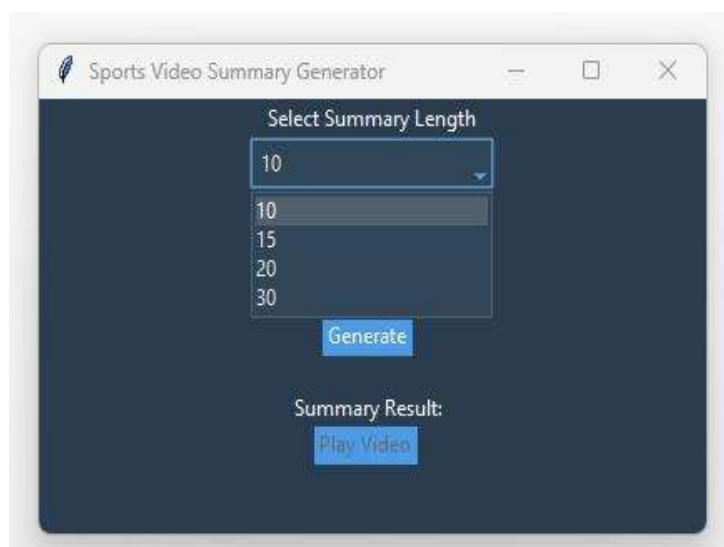 Sports Video Summary Generator
Select Summary Length
10
10
15
20
30
Generate
Summary Result:
Play Video